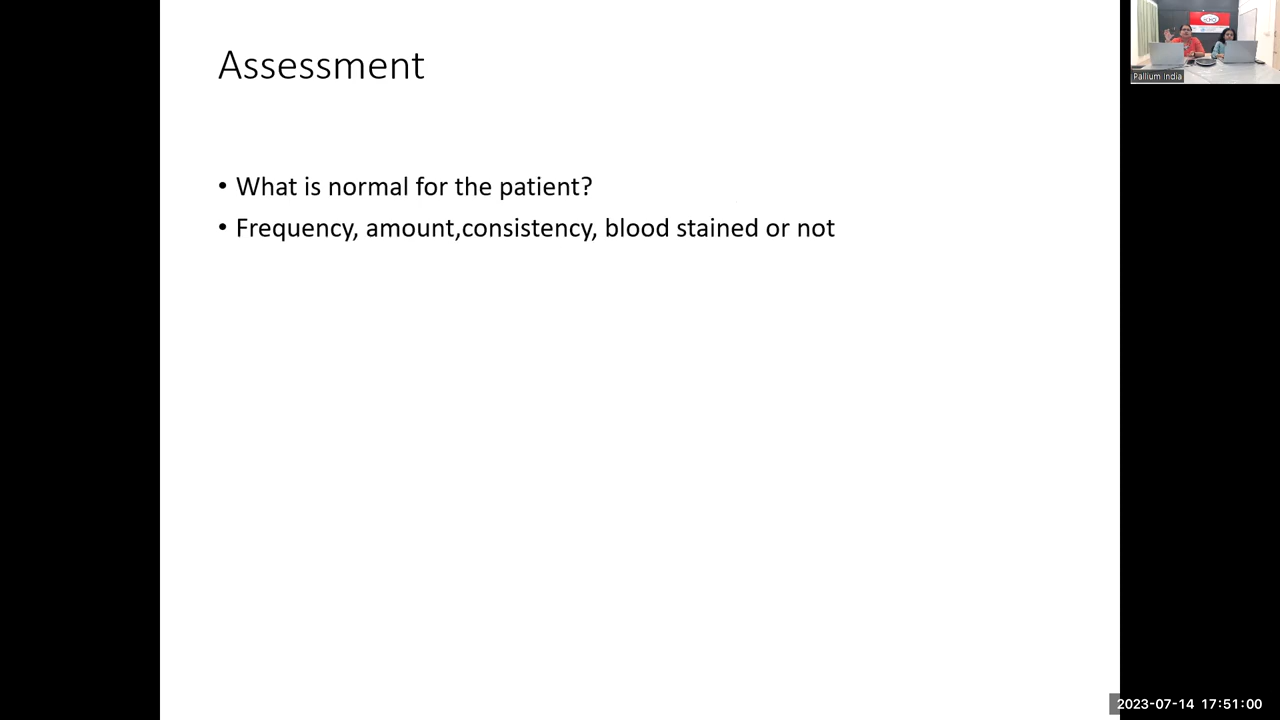 Assessment
• What is normal for the patient?
• Frequency, amount,consistency, blood stained or not
Pallium India
2023-07-14 17:51:00